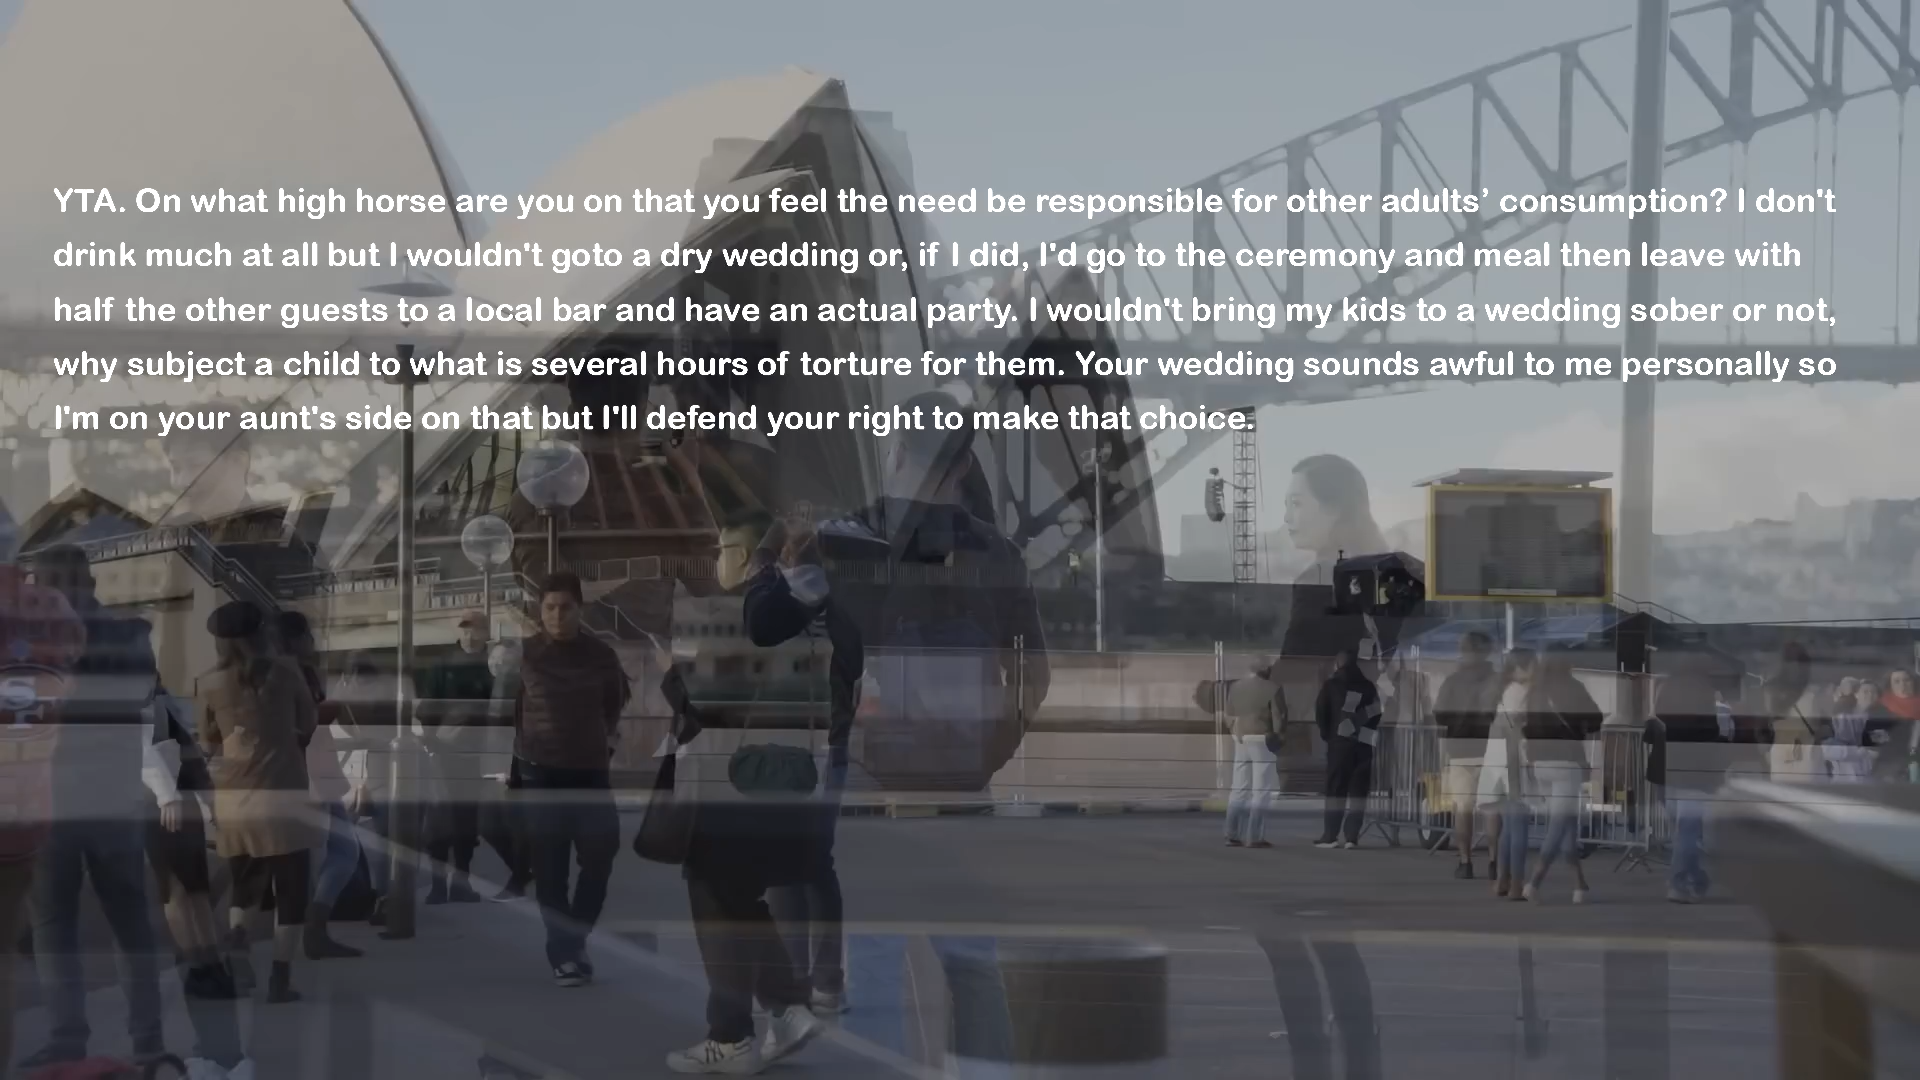 YTA. On what high horse are you on that you feel the need be responsible for other adults’ consumption? I don't
drink much at all but I wouldn't goto a dry wedding or, if I did, I'd go to the ceremony and meal then leave with
half the other guests to a local bar and have an actual party. I wouldn't bring my kids to a wedding sober or not,
why subject a child to what is several hours of torture for them. Your wedding sounds awful to me personally so
I'm on your aunt's side on that but I'll defend your right to make that choice.
SF